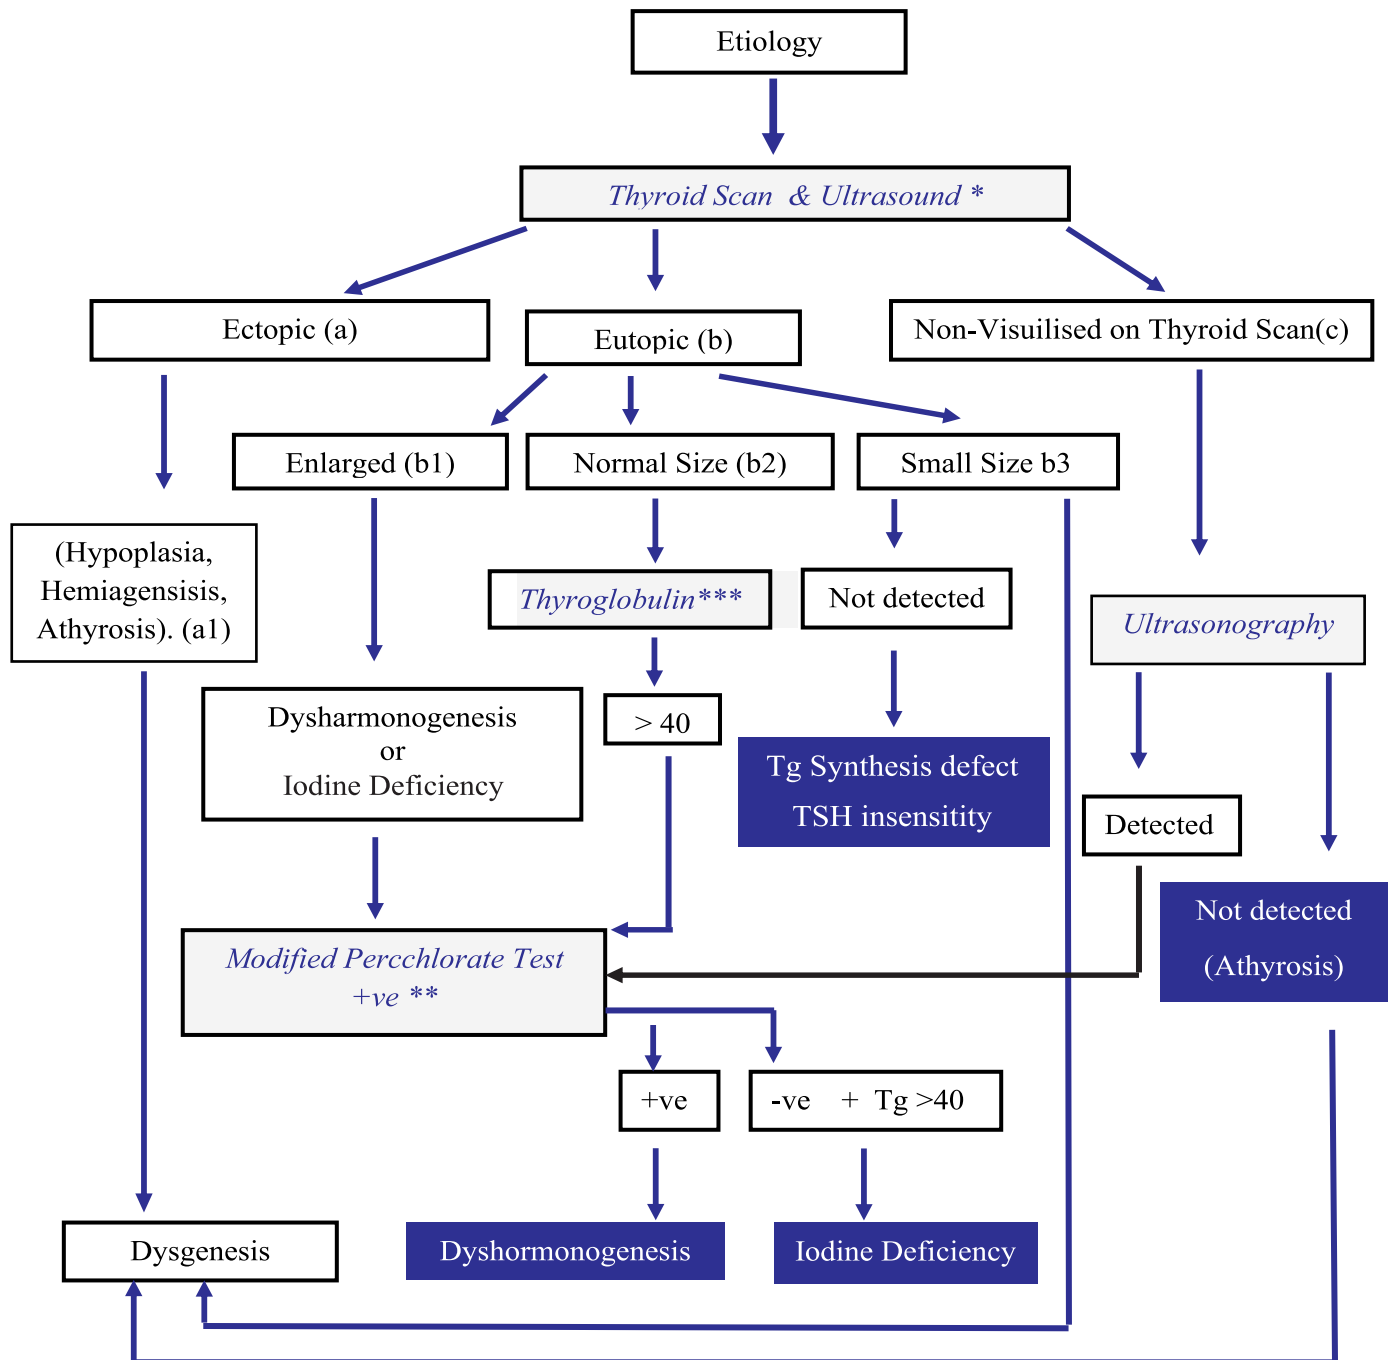 Etiology
Thyroid Scan & Ultrasound *
Ectopic (a)
Eutopic (b)
Non-Visuilised on Thyroid Scan(c)
Enlarged (b1)
Normal Size (b2)
Small Size b3
(Hypoplasia,
Hemiagensisis,
Athyrosis). (a1)
Thyroglobulin***
Not detected
Ultrasonography
Dysharmonogenesis
or
Iodine Deficiency
> 40
Tg Synthesis defect
TSH insensitity
Detected
Not detected
(Athyrosis)
Modified Percchlorate Test
+ve **
+ve
-ve + Tg >40
Dysgenesis
Dyshormonogenesis
Iodine Deficiency